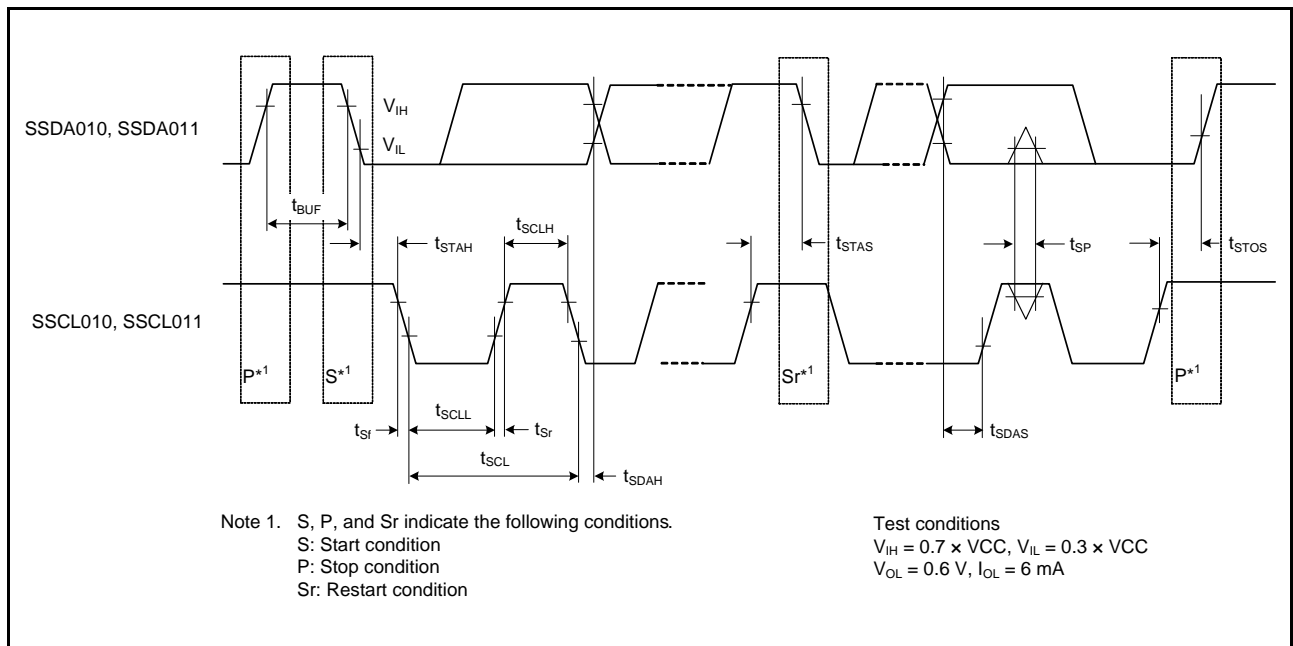 SSDA010, SSDA011
V_IH
V_IL
t_BUF
t_STAH
t_SCLH
t_STAS
t_SP
t_STOS
SSCL010, SSCL011
P*1
S*1
Sr*1
P*1
t_Sf
t_SCLL
t_Sr
t_SDAS
t_SCL
t_SDAH
Note 1. S, P, and Sr indicate the following conditions.
S: Start condition
P: Stop condition
Sr: Restart condition
Test conditions
V_IH = 0.7 × VCC, V_IL = 0.3 × VCC
V_OL = 0.6 V, I_OL = 6 mA